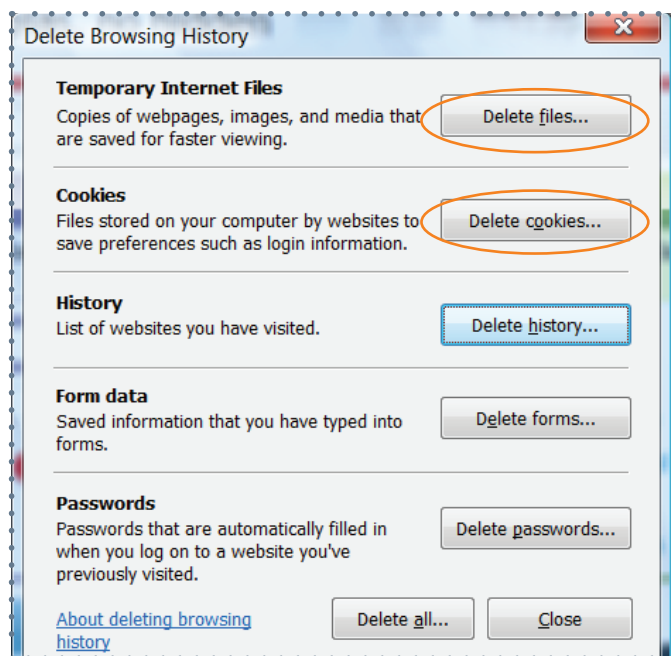 Delete Browsing History
Temporary Internet Files
Copies of webpages, images, and media that
are saved for faster viewing.
Delete files...
Cookies
Files stored on your computer by websites to
save preferences such as login information.
Delete cookies...
History
List of websites you have visited.
Delete history...
Form data
Saved information that you have typed into
forms.
Delete forms...
Passwords
Passwords that are automatically filled in
when you log on to a website you've
previously visited.
Delete passwords...
About deleting browsing
history
Delete all...
Close